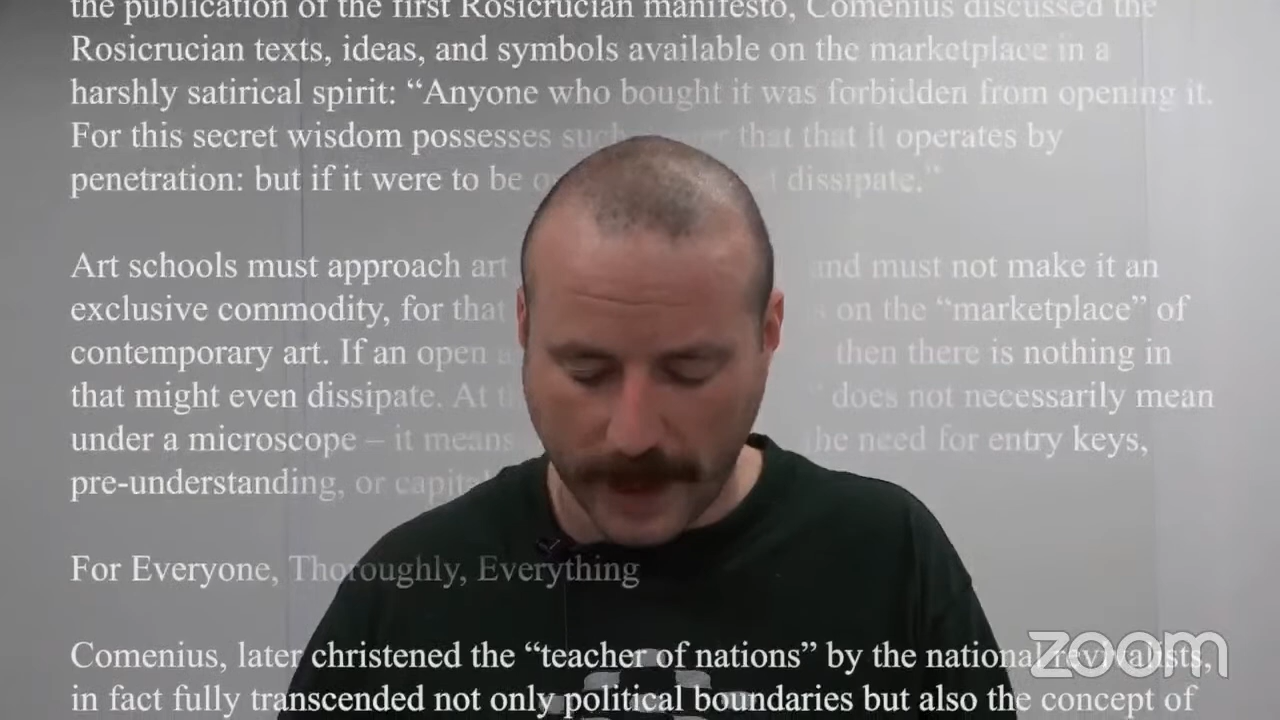 the publication of the first Rosicrucian manifesto, Comenius discussed the
Rosicrucian texts, ideas, and symbols available on the marketplace in a
harshly satirical spirit: “Anyone who bought it was forbidden from opening it.
For this secret wisdom possesses such that that it operates by
penetration: but if it were to be dissipate.”
Art schools must approach art and must not make it an
exclusive commodity, for that on the “marketplace” of
contemporary art. If an open then there is nothing in
that might even dissipate. At does not necessarily mean
under a microscope – it means the need for entry keys,
pre-understanding, or capital
For Everyone, Thoroughly, Everything
Comenius, later christened the “teacher of nations” by the national revivalists,
in fact fully transcended not only political boundaries but also the concept of
zoom